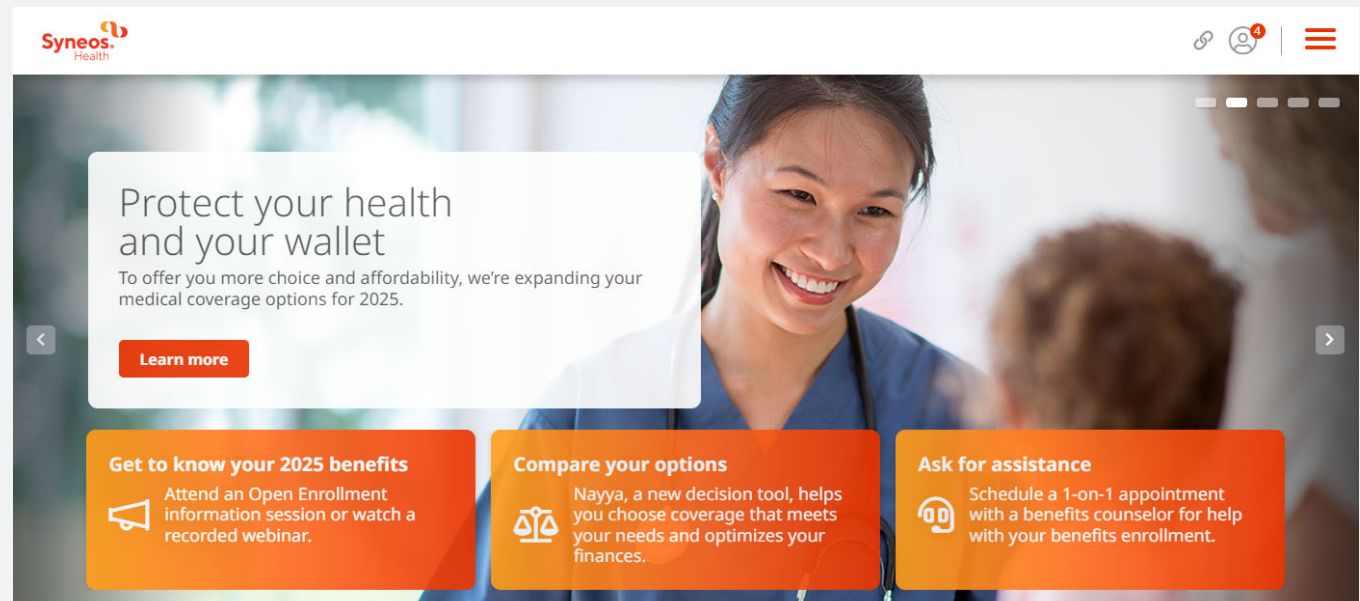 Syneos.
Health
4
Protect your health
and your wallet
To offer you more choice and affordability, we’re expanding your
medical coverage options for 2025.
Learn more
Get to know your 2025 benefits
Attend an Open Enrollment
information session or watch a
recorded webinar.
Compare your options
Nayya, a new decision tool, helps
you choose coverage that meets
your needs and optimizes your
finances.
Ask for assistance
Schedule a 1-on-1 appointment
with a benefits counselor for help
with your benefits enrollment.